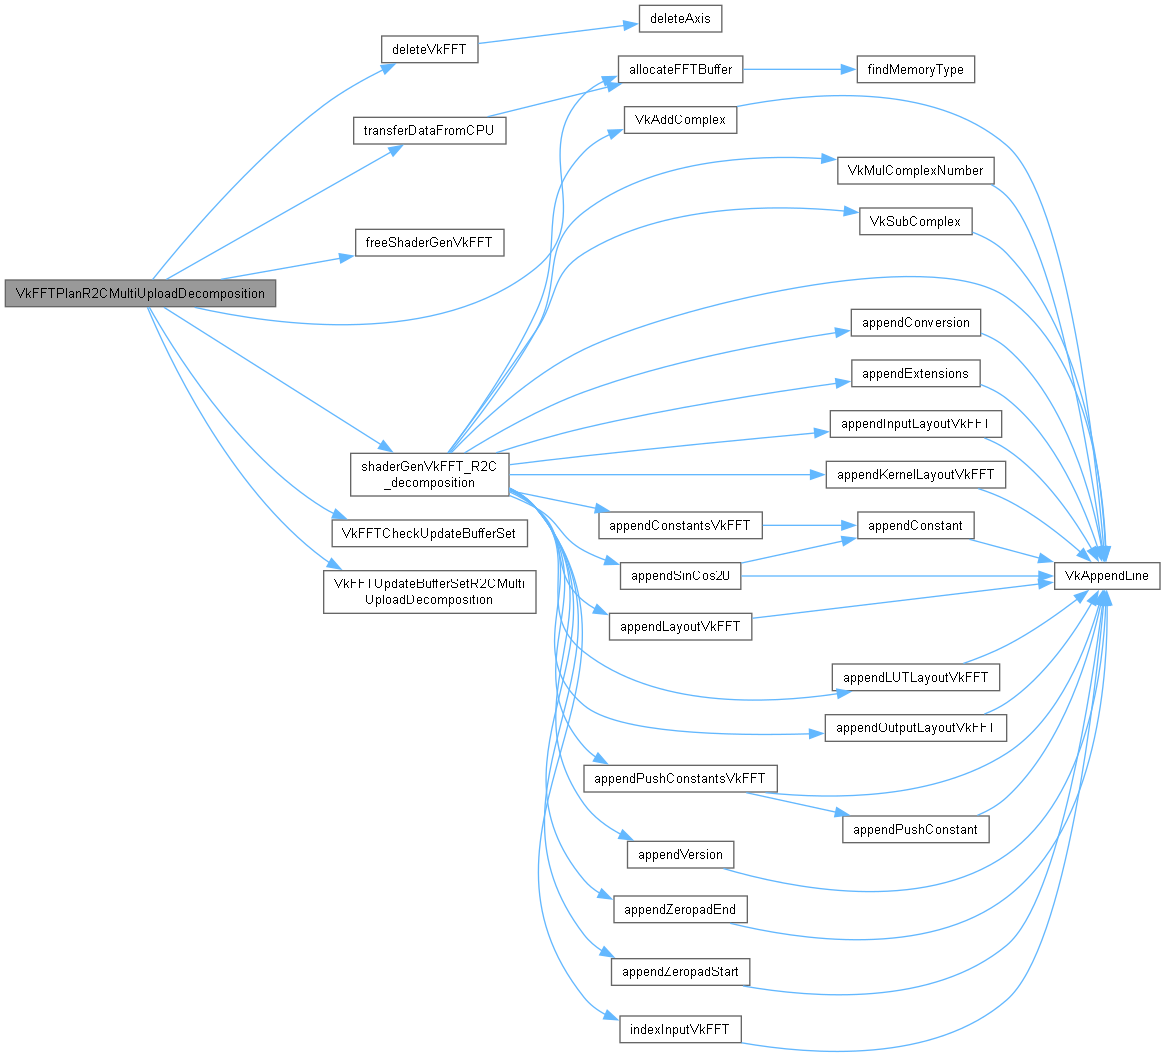 deleteAxis
deleteVkFFT
allocateFFTBuffer
findMemoryType
VkAddComplex
transferDataFromCPU
VkMulComplexNumber
VkSubComplex
freeShaderGenVkFFT
VkFFTPlanR2CMultiUploadDecomposition
appendConversion
appendExtensions
appendInputLayoutVkFFT
shaderGenVkFFT_R2C
_decomposition
appendKernelLayoutVkFFT
appendConstantsVkFFT
appendConstant
VkFFTCheckUpdateBufferSet
appendSinCos20
VkAppendLine
VkFFTUpdateBufferSetR2CMulti
UploadDecomposition
appendLayoutVkFFT
appendLUTLayoutVkFFT
appendOutputLayoutVkFFT
appendPushConstantsVkFFT
appendPushConstant
appendVersion
appendZeropadEnd
appendZeropadStart
indexInputVkFFT